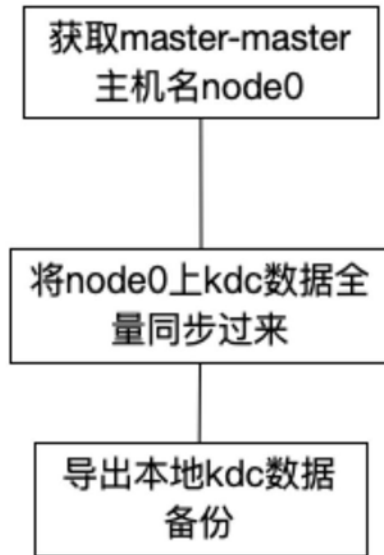 获取master-master
主机名node0
将node0上kdc数据全
量同步过来
导出本地kdc数据
备份